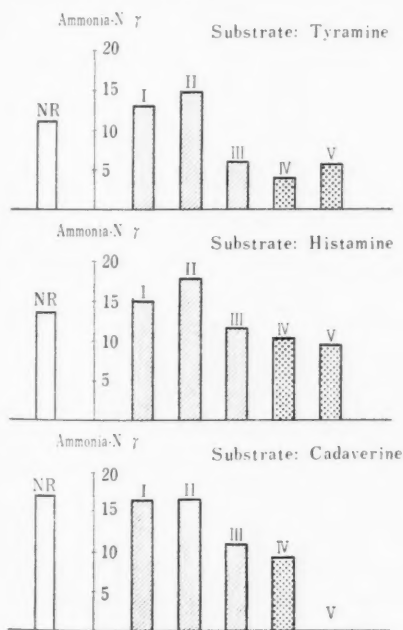 Ammonia-N γ
Substrate: Tyramine
20
15
10
5
NR
I
II
III
IV
V
Ammonia-N γ
Substrate: Histamine
20
15
10
5
NR
I
II
III
IV
V
Ammonia-N γ
Substrate: Cadaverine
20
15
10
5
NR
I
II
III
IV
V